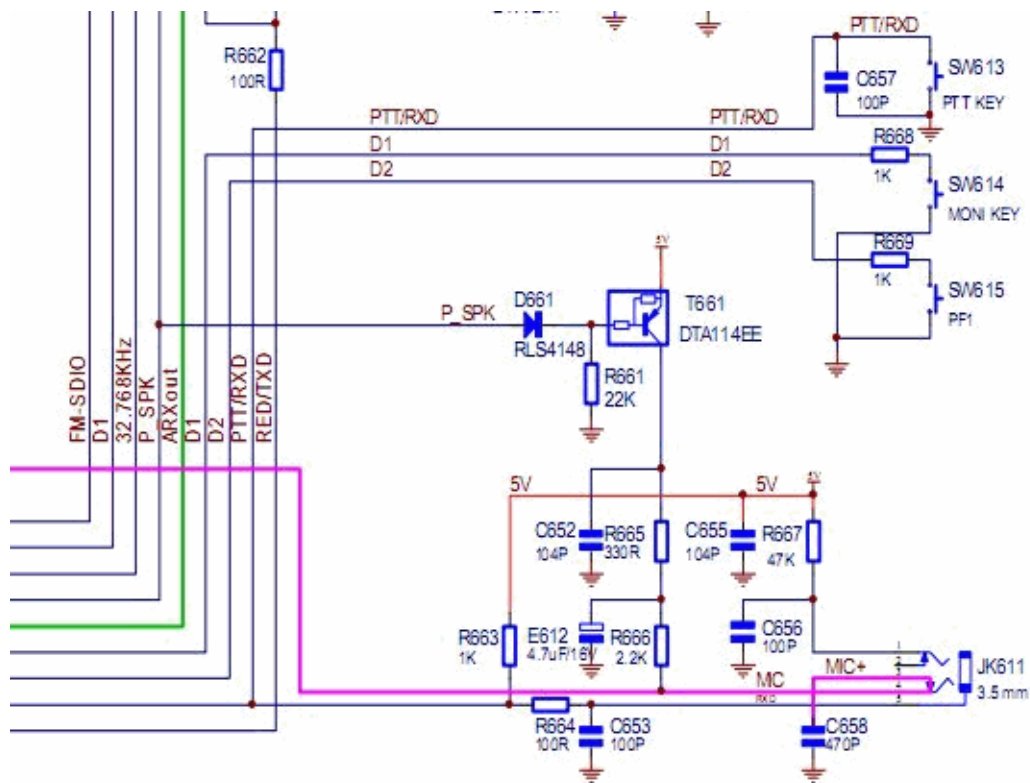 PTT/RXD
R662
100R
C657
100P
SW613
PTT KEY
PTT/RXD
PTT/RXD
D1
D1
R668
1K
D2
D2
SW614
MONI KEY
R669
1K
SW615
PF1
5V
P_SPK
D661
RLS4148
T661
DTA114EE
R661
22K
FM-SDIO
D1
32.768KHz
P_SPK
ARXout
D1
D2
PTT/RXD
RED/TXD
5V
5V
5V
C652
104P
R665
330R
C655
104P
R667
47K
R663
1K
E612
4.7uF/16V
R666
2.2K
C656
100P
1
MIC+
MIC
RXD
3
JK611
3.5mm
R664
100R
C653
100P
C658
470P